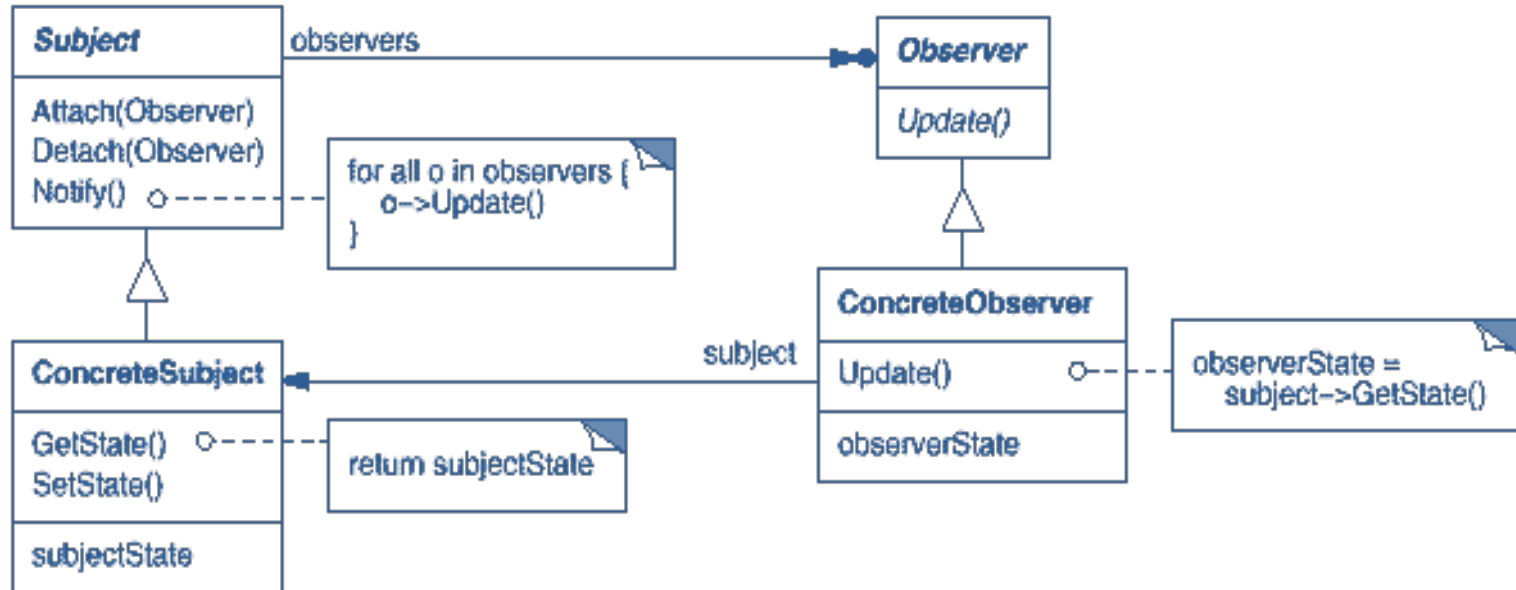 Subject
observers
Observer
Attach(Observer)
Detach(Observer)
Notify()
for all o in observers {
o->Update()
}
Update()
ConcreteObserver
Update()
observerState
observerState =
subject->GetState()
subject
ConcreteSubject
GetState()
SetState()
subjectState
return subjectState